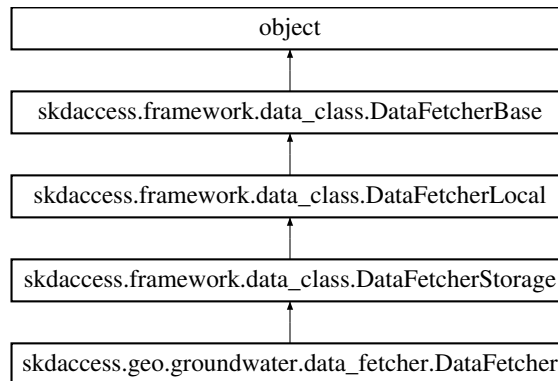 object
skdaccess.framework.data_class.DataFetcherBase
skdaccess.framework.data_class.DataFetcherLocal
skdaccess.framework.data_class.DataFetcherStorage
skdaccess.geo.groundwater.data_fetcher.DataFetcher